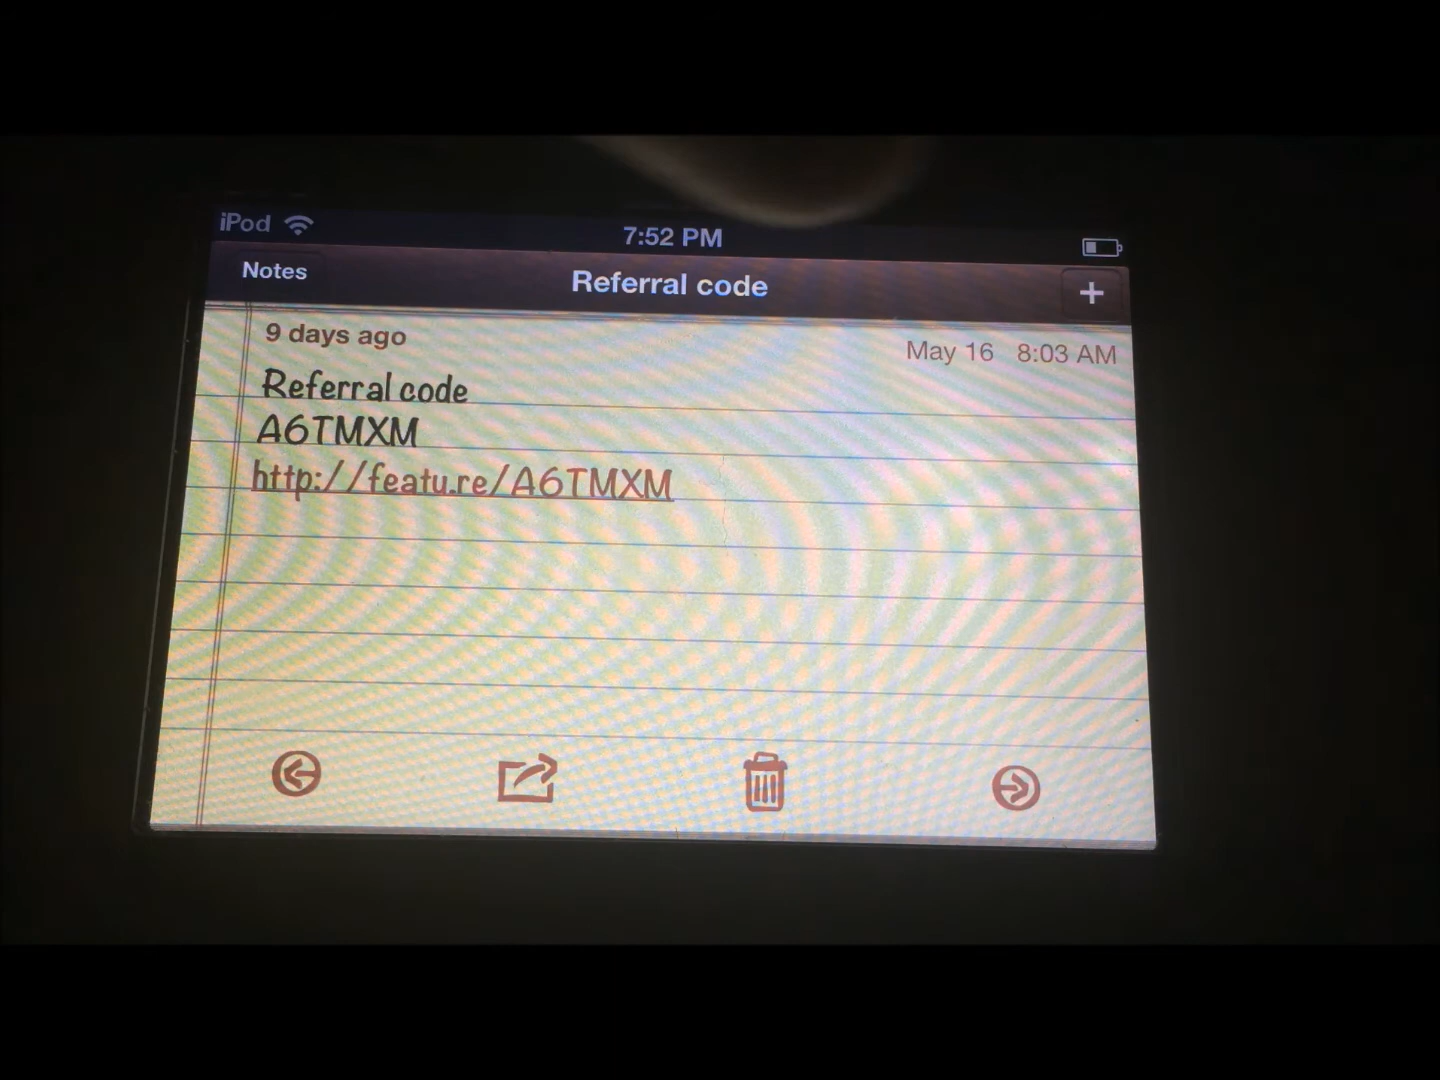 iPod 7:52 PM
Notes Referral code +
9 days ago May 16 8:03 AM
Referral code
A6TMXM
http://featu.re/A6TMXM